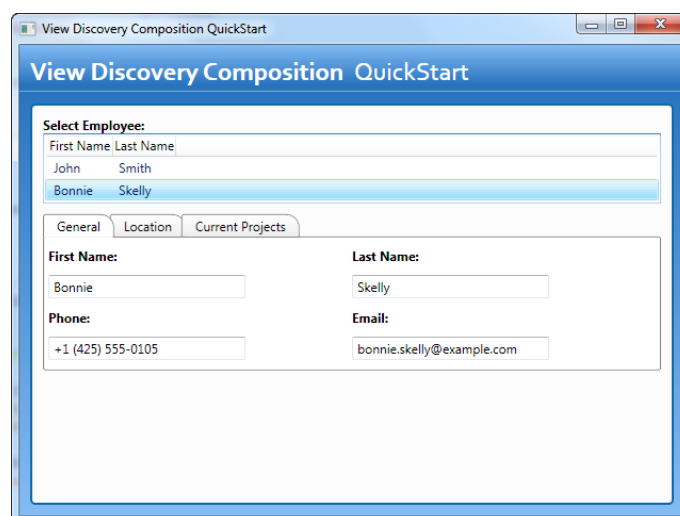 View Discovery Composition QuickStart
View Discovery Composition QuickStart
Select Employee:
First Name Last Name
John Smith
Bonnie Skelly
General Location Current Projects
First Name: Last Name:
Bonnie Skelly
Phone: Email:
+1 (425) 555-0105 bonnie.skelly@example.com